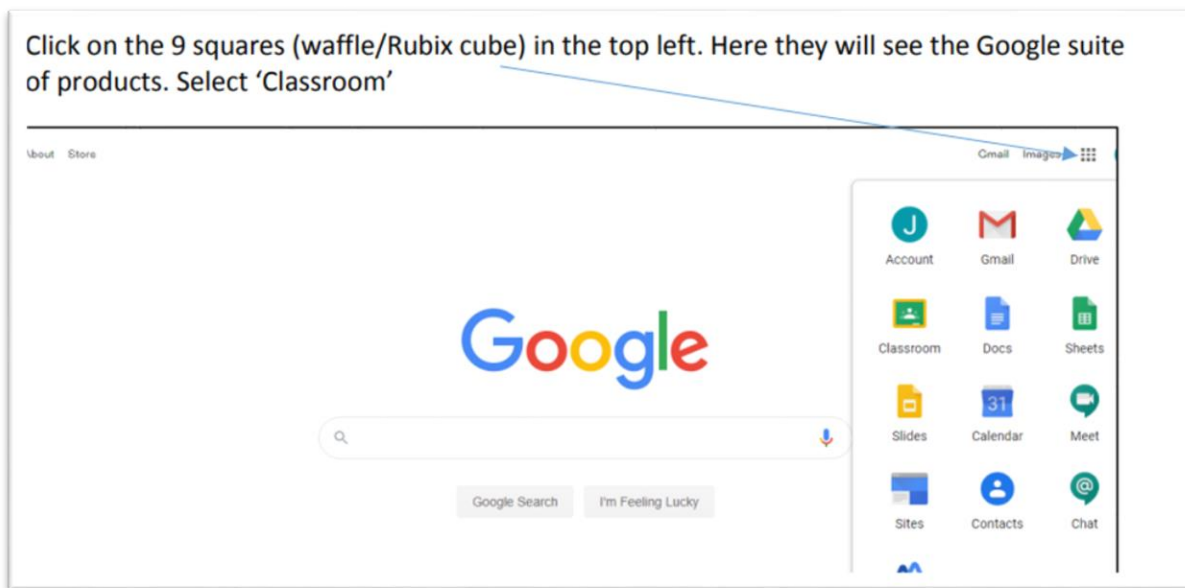 Click on the 9 squares (waffle/Rubix cube) in the top left. Here they will see the Google suite
of products. Select ‘Classroom’
About Store
Gmail Images
J
Account Gmail Drive
Google
Classroom Docs Sheets
31
Slides Calendar Meet
Google Search I'm Feeling Lucky
@
Sites Contacts Chat